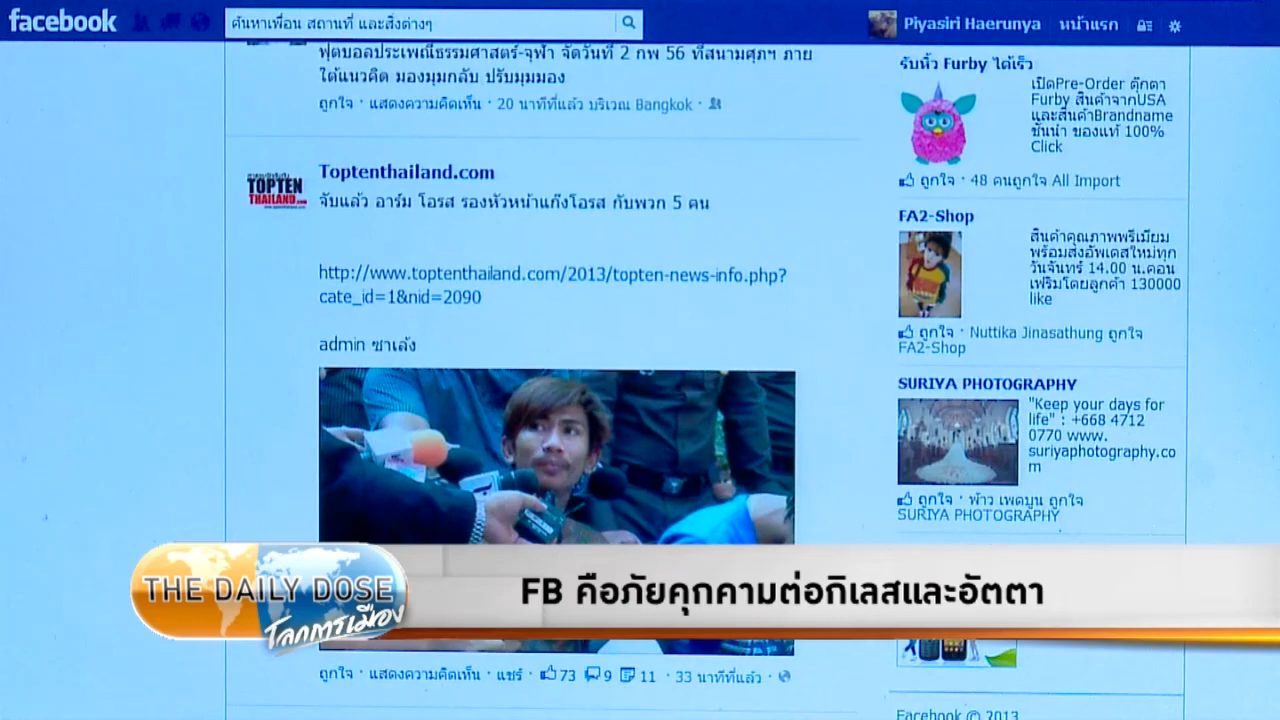 facebook
ค้นหาเพื่อน สถานที่ และสิ่งต่างๆ
Piyasiri Haerunya หน้าแรก
ฟุตบอลประเพณีธรรมศาสตร์-จุฬา จัดวันที่ 2 กพ 56 ที่สนามศุภฯ ภาย
ใต้แนวคิด มองมุมกลับ ปรับมุมมอง
ถูกใจ · แสดงความคิดเห็น · 20 นาทีที่แล้ว บริเวณ Bangkok ·
TOPTEN
THAILAND.com
Toptenthailand.com
จับแล้ว อาร์ม โอรส รองหัวหน้าแก๊งโอรส กับพวก 5 คน
http://www.toptenthailand.com/2013/topten-news-info.php?
cate_id=1&nid=2090
admin ซาเล้ง
ถูกใจ · แสดงความคิดเห็น · แชร์ · 73 9 11 · 33 นาทีที่แล้ว ·
รับหิ้ว Furby ได้เร็ว
เปิดPre-Order ตุ๊กตา
Furby สินค้าจากUSA
และสินค้าBrandname
ชั้นนำ ของแท้ 100%
Click
ถูกใจ · 48 คนถูกใจ All Import
FA2-Shop
สินค้าคุณภาพพรีเมียม
พร้อมส่งอัพเดสใหม่ทุก
วันจันทร์ 14.00 น.คอน
เฟริมโดยลูกค้า 130000
like
ถูกใจ · Nuttika Jinasathung ถูกใจ
FA2-Shop
SURIYA PHOTOGRAPHY
"Keep your days for
life" : +668 4712
0770 www.
suriyaphotography.co
m
ถูกใจ · พ้าว เพดบูน ถูกใจ
SURIYA PHOTOGRAPHY
Facebook © 2013
THE DAILY DOSE
โลกการเมือง
FB คือภัยคุกคามต่อกิเลสและอัตตา